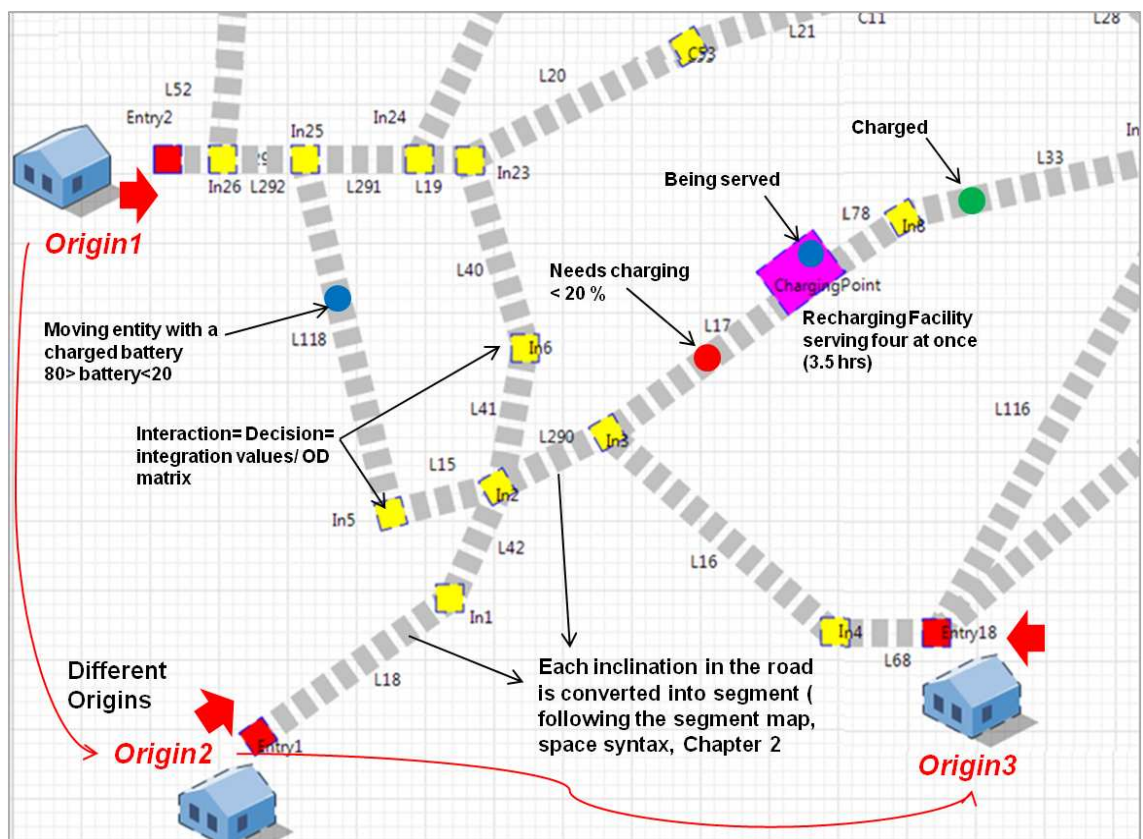 C11
L28
L21
C53
L20
L52
Entry2
In25
In24
In26
L292
L291
L19
In23
Origin1
Charged
In
L33
Being served
L78
In8
Needs charging
< 20 %
ChargingPoint
Recharging Facility
serving four at once
(3.5 hrs)
L40
L17
Moving entity with a
charged battery
80> battery<20
L118
In6
L41
L290
In3
L116
Interaction= Decision=
integration values/ OD
matrix
L15
In2
In5
L42
L16
In1
In4
Entry18
L68
L18
Each inclination in the road
is converted into segment (
following the segment map,
space syntax, Chapter 2
Different
Origins
Origin2
Entry1
Origin3